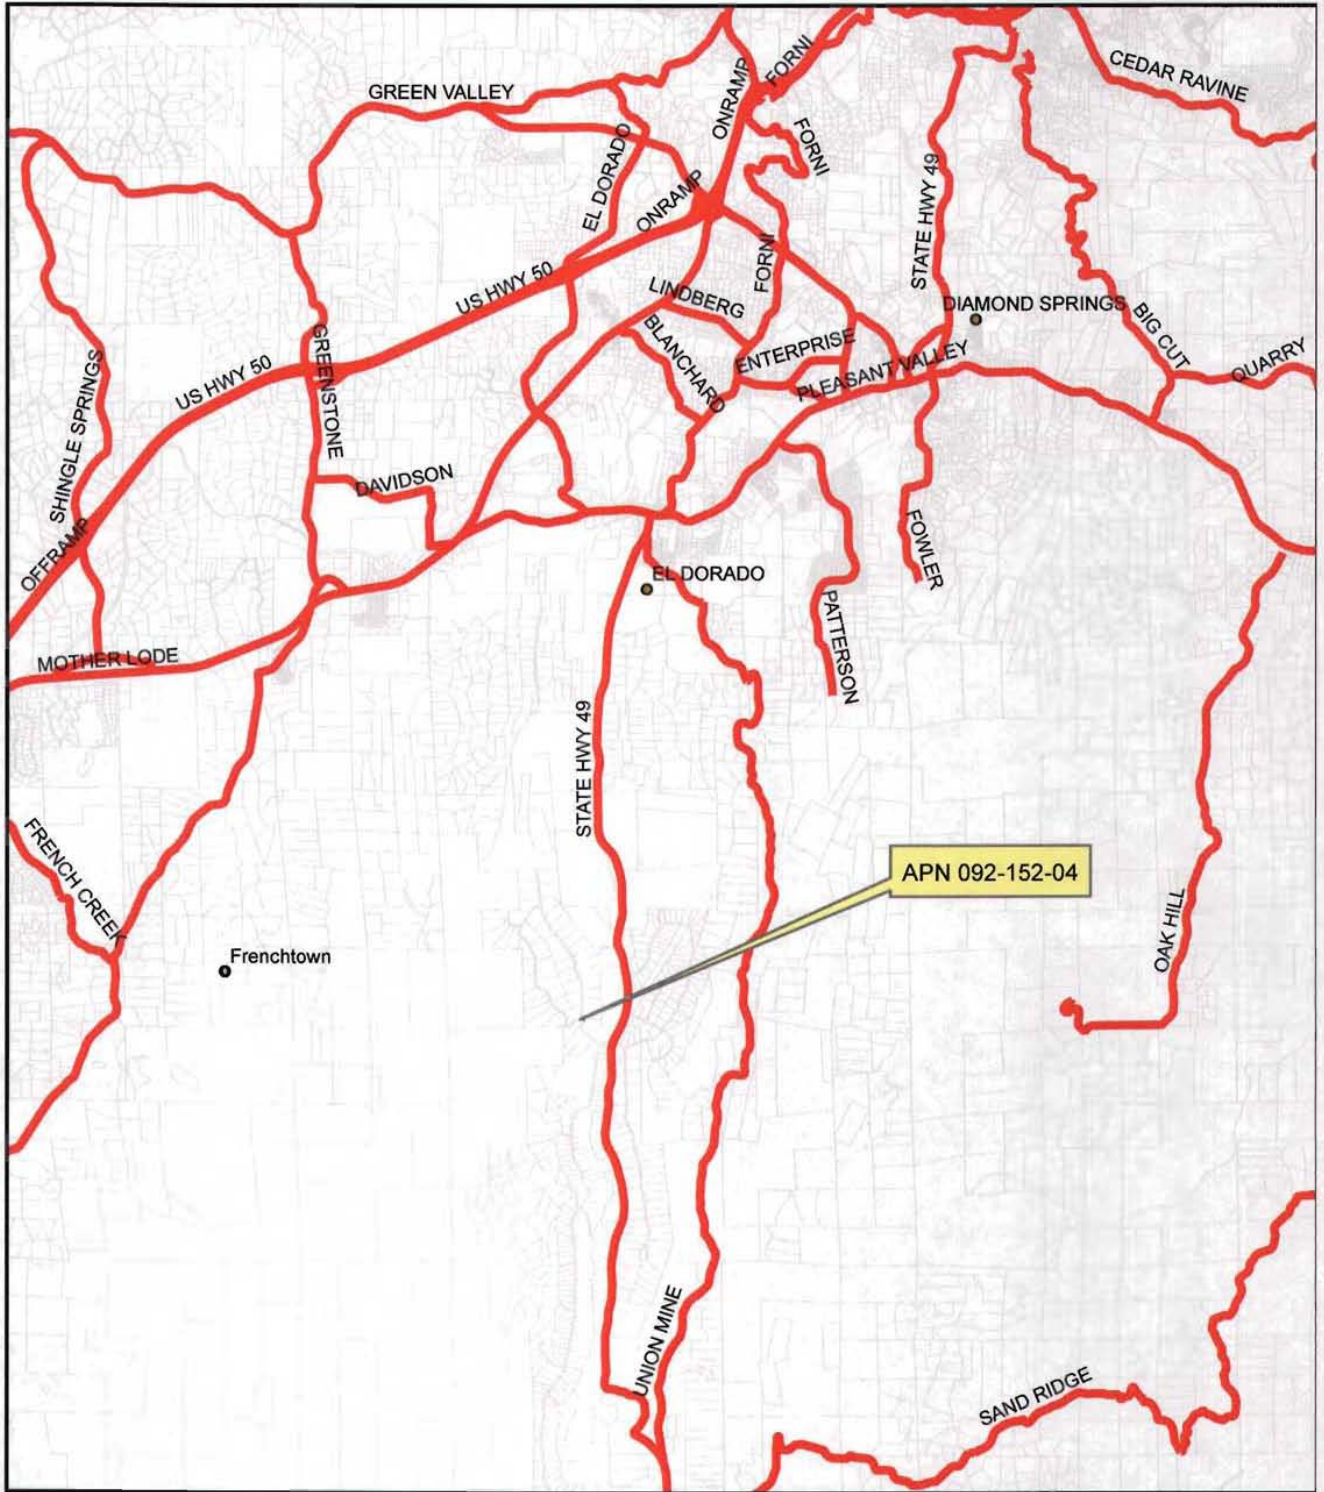 CEDAR RAVINE
GREEN VALLEY
ONRAMP
FORNI
FORNI
EL DORADO
ONRAMP
STATE HWY 49
FORNI
US HWY 50
LINDBERG
DIAMOND SPRINGS
BIG CUT
BLANCHARD
ENTERPRISE
QUARRY
PLEASANT VALLEY
GREENSTONE
US HWY 50
SHINGLE SPRINGS
DAVIDSON
OFFRAMP
FOWLER
EL DORADO
PATTERSON
MOTHER LODE
STATE HWY 49
FRENCH CREEK
APN 092-152-04
OAK HILL
Frenchtown
UNION MINE
SAND RIDGE